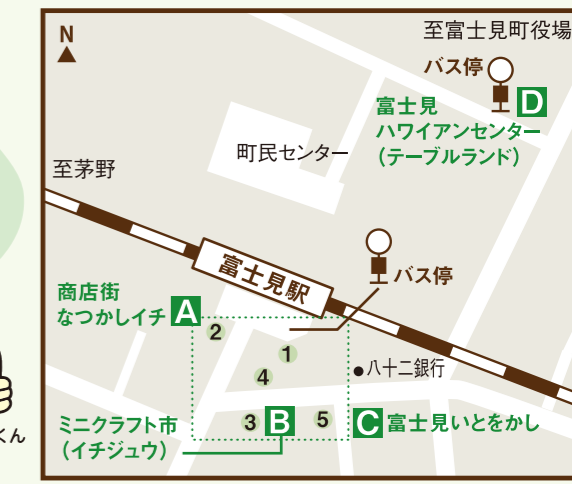 N
至富士見町役場
バス停
D
富士見
ハワイアンセンター
(テーブルランド)
町民センター
至茅野
富士見駅
バス停
商店街
なつかしイチ
A
2
1
4
八十二銀行
ミニクラフト市
(イチジュウ)
3
B
5
C 富士見いとをかし
くん